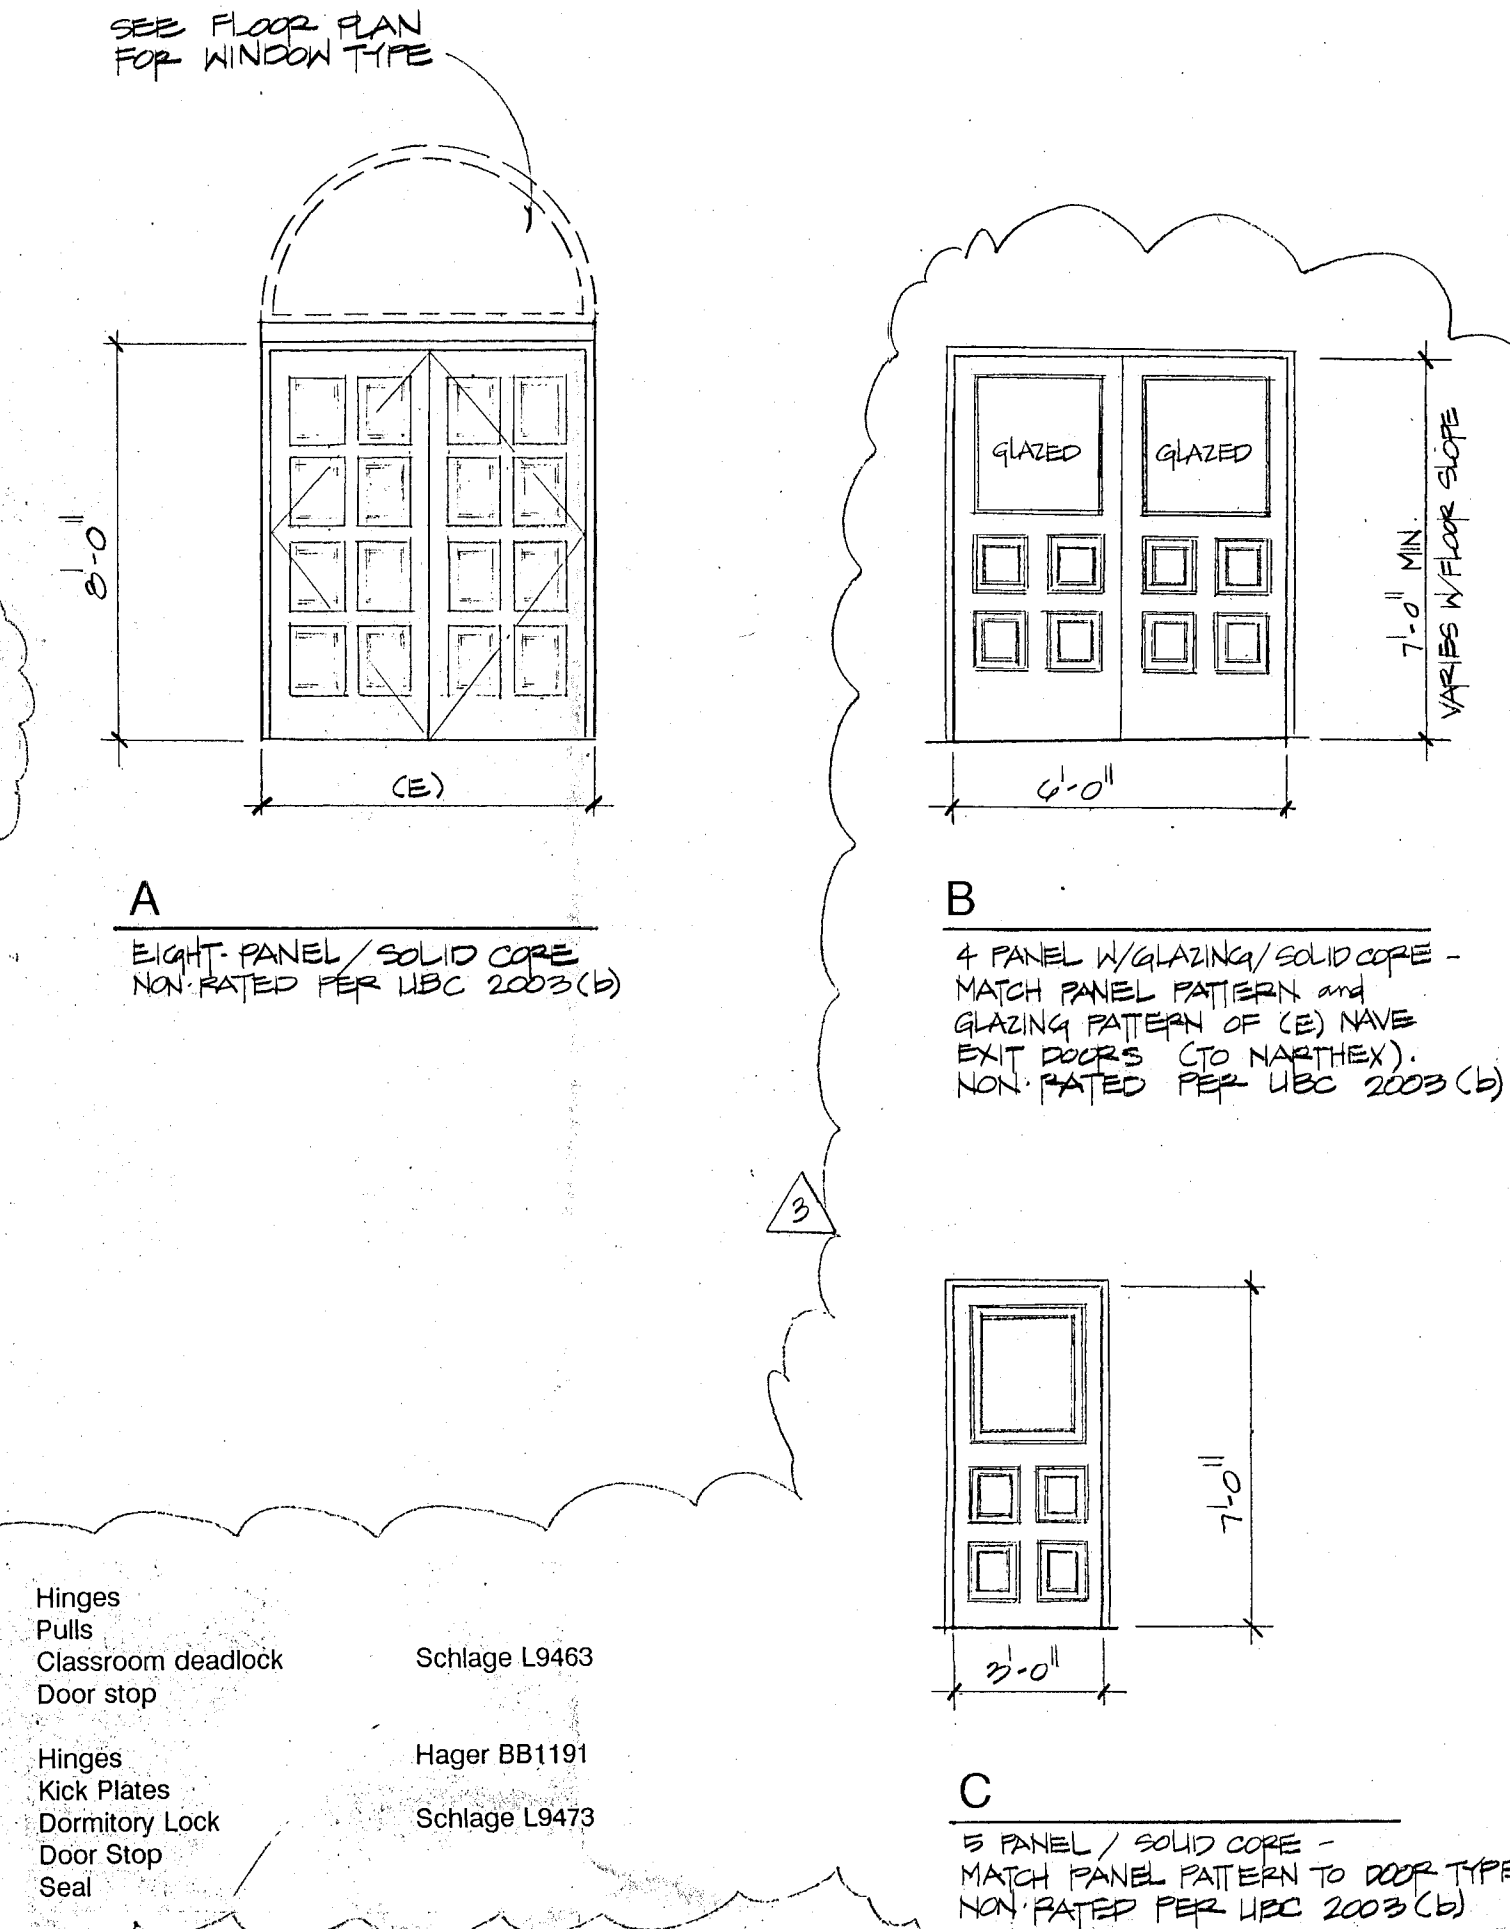 SEE FLOOR PLAN
FOR WINDOW TYPE
8'-0"
(E)
A
EIGHT-PANEL / SOLID CORE
NON-RATED PER UBC 2003(b)
GLAZED
GLAZED
7'-0" MIN.
VARIES W/FLOOR SLOPE
6'-0"
B
4 PANEL W/GLAZING/SOLID CORE -
MATCH PANEL PATTERN and
GLAZING PATTERN OF (E) NAVE
EXIT DOORS (TO NARTHEX).
NON-RATED PER UBC 2003(b)
3
7'-0"
3'-0"
C
5 PANEL / SOLID CORE -
MATCH PANEL PATTERN TO DOOR TYPE
NON-RATED PER UBC 2003(b)
Hinges
Pulls
Classroom deadlock Schlage L9463
Door stop
Hinges Hager BB1191
Kick Plates
Dormitory Lock Schlage L9473
Door Stop
Seal